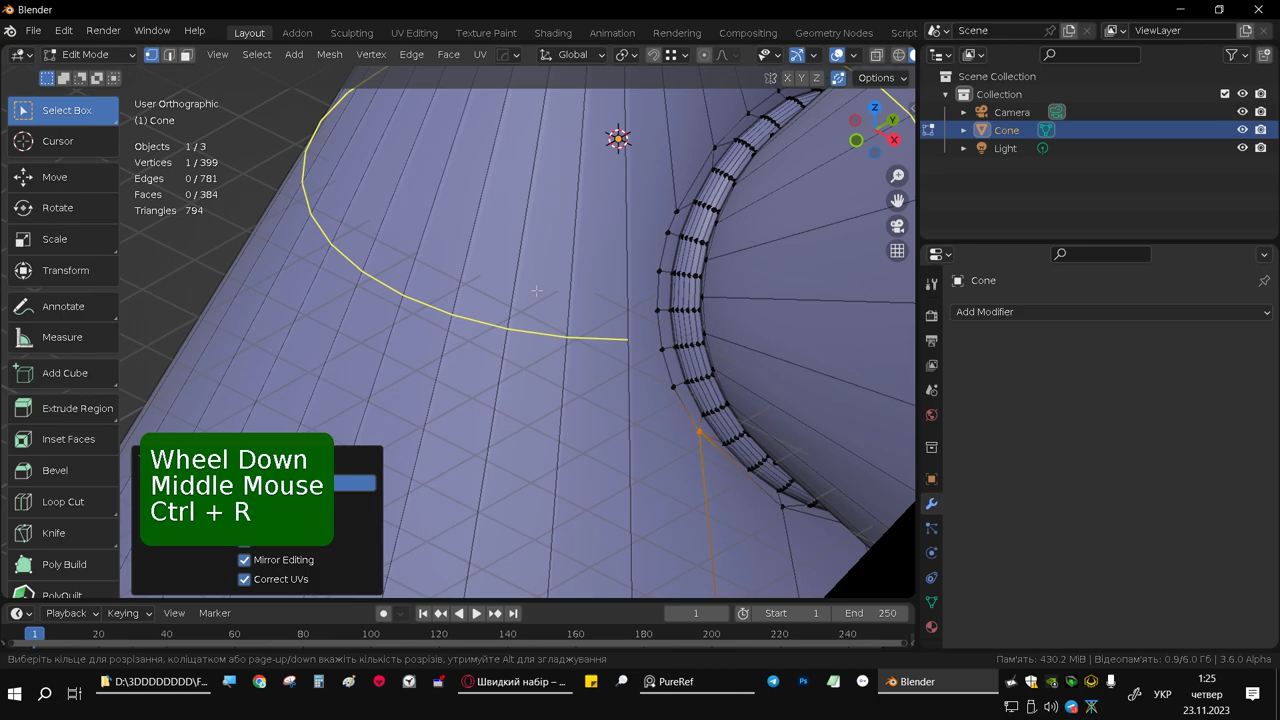 Blender
File Edit Render Window Help Layout Addon Shading UV Editing Texture Paint Shading Animation Rendering Compositing Geometry Nodes Script Scene ViewLayer
Edit Mode View Select Add Mesh Vertex Edge Face UV Global
X Y Z Options
Select Box
Cursor
Move
Rotate
Scale
Transform
Annotate
Measure
Add Cube
Extrude Region
Inset Faces
Bevel
Loop Cut
Knife
Poly Build
PolyQuilt
User Orthographic
(1) Cone
Objects 1 / 3
Vertices 1 / 399
Edges 0 / 781
Faces 0 / 384
Triangles 794
Z
Y
X
Wheel Down
Middle Mouse
Ctrl + R
Mirror Editing
Correct UVs
Scene Collection
Collection
Camera
Cone
Light
Cone
Add Modifier
Playback Keying View Marker 1 Start 1 End 250
1 20 40 60 80 100 120 140 160 180 200 220 240
Виберіть кільце для розрізання, коліщатком або page-up/down вкажіть кількість розрізів, утримуйте Alt для згладжування
Пам'ять: 430.2 MiB | Відеопам'ять: 0.9/6.0 Гб | 3.6.0 Alpha
D:\3DDDDDDDD\F... Швидкий набір – ... PureRef Blender
УКР
1:25
четвер
23.11.2023